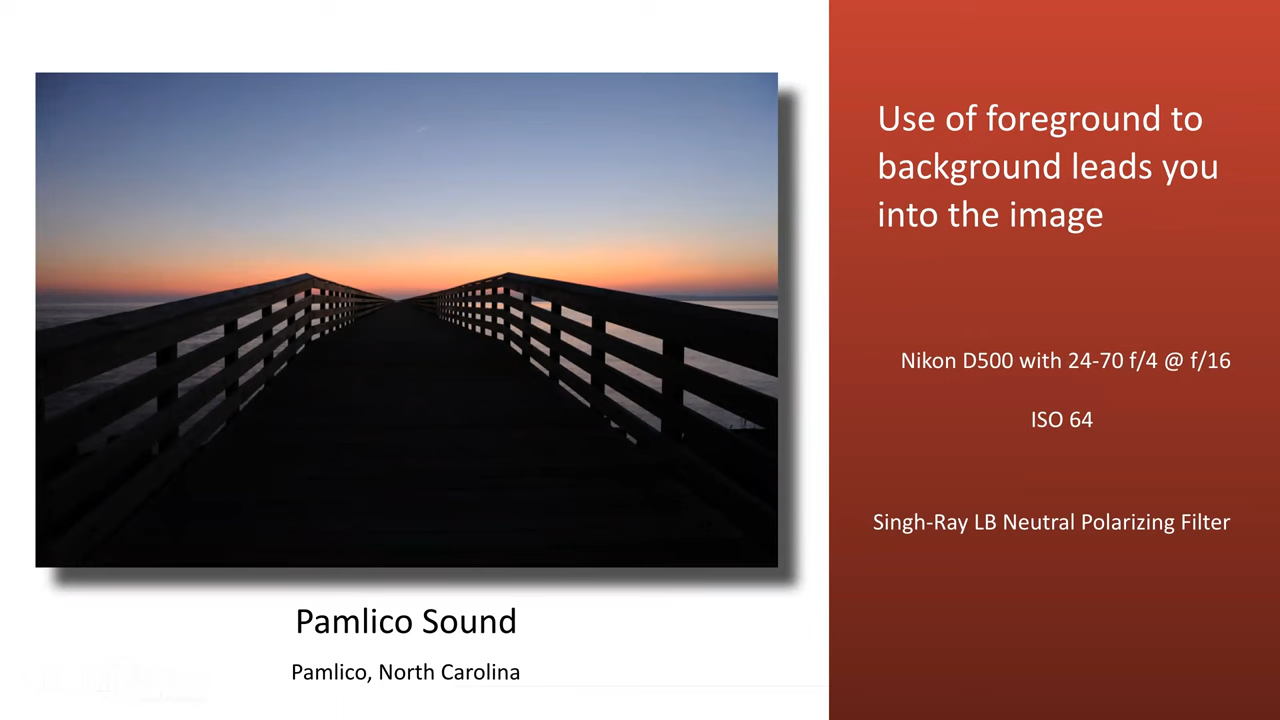 Use of foreground to
background leads you
into the image
Nikon D500 with 24-70 f/4 @ f/16
ISO 64
Singh-Ray LB Neutral Polarizing Filter
Pamlico Sound
Pamlico, North Carolina